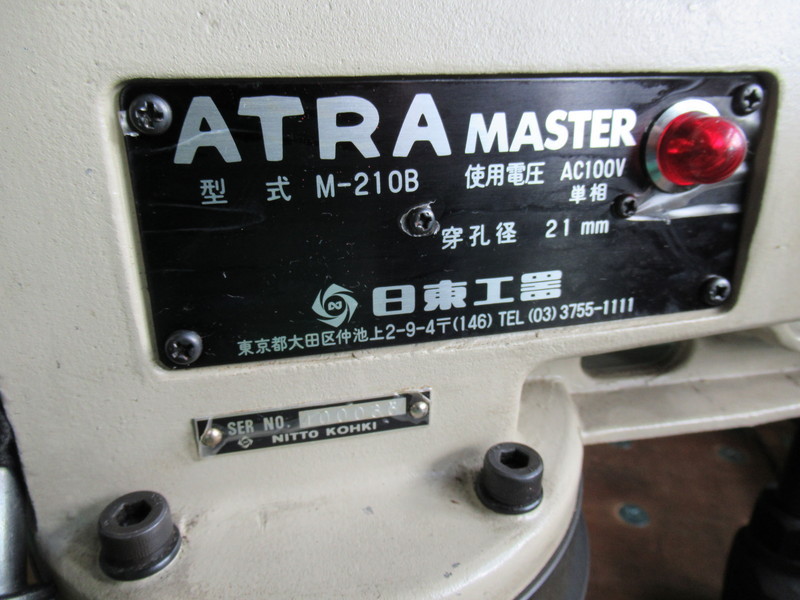 ATRA MASTER
型式 M-210B 使用電圧 AC100V
単相
穿孔径 21mm
日東工器
東京都大田区仲池上2-9-4〒(146) TEL (03)3755-1111
SER NO.
NITTO KOHKI